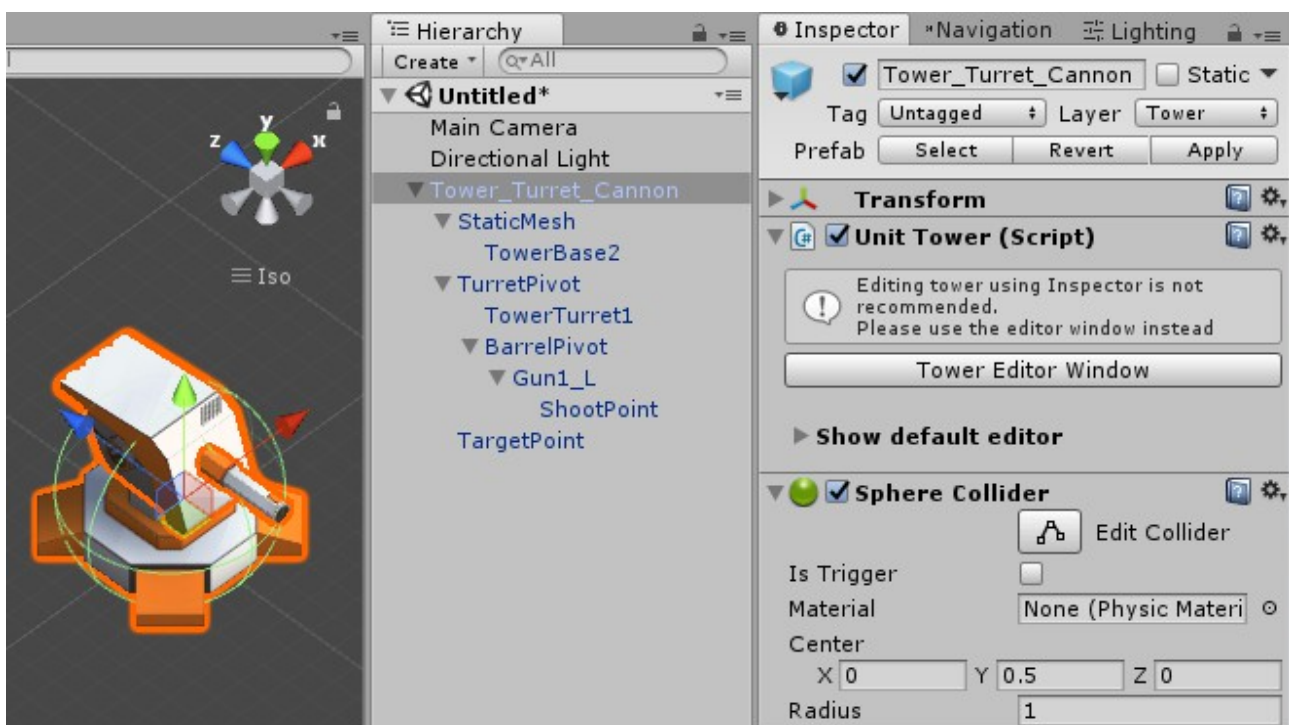 y
z
x
Iso
Hierarchy
Create
All
Untitled*
Main Camera
Directional Light
Tower_Turret_Cannon
StaticMesh
TowerBase2
TurretPivot
TowerTurret1
BarrelPivot
Gun1_L
ShootPoint
TargetPoint
Inspector Navigation Lighting
Tower_Turret_Cannon Static
Tag Untagged Layer Tower
Prefab Select Revert Apply
Transform
Unit Tower (Script)
Editing tower using Inspector is not
recommended.
Please use the editor window instead
Tower Editor Window
Show default editor
Sphere Collider
Edit Collider
Is Trigger
Material None (Physic Materi
Center
X 0 Y 0.5 Z 0
Radius 1